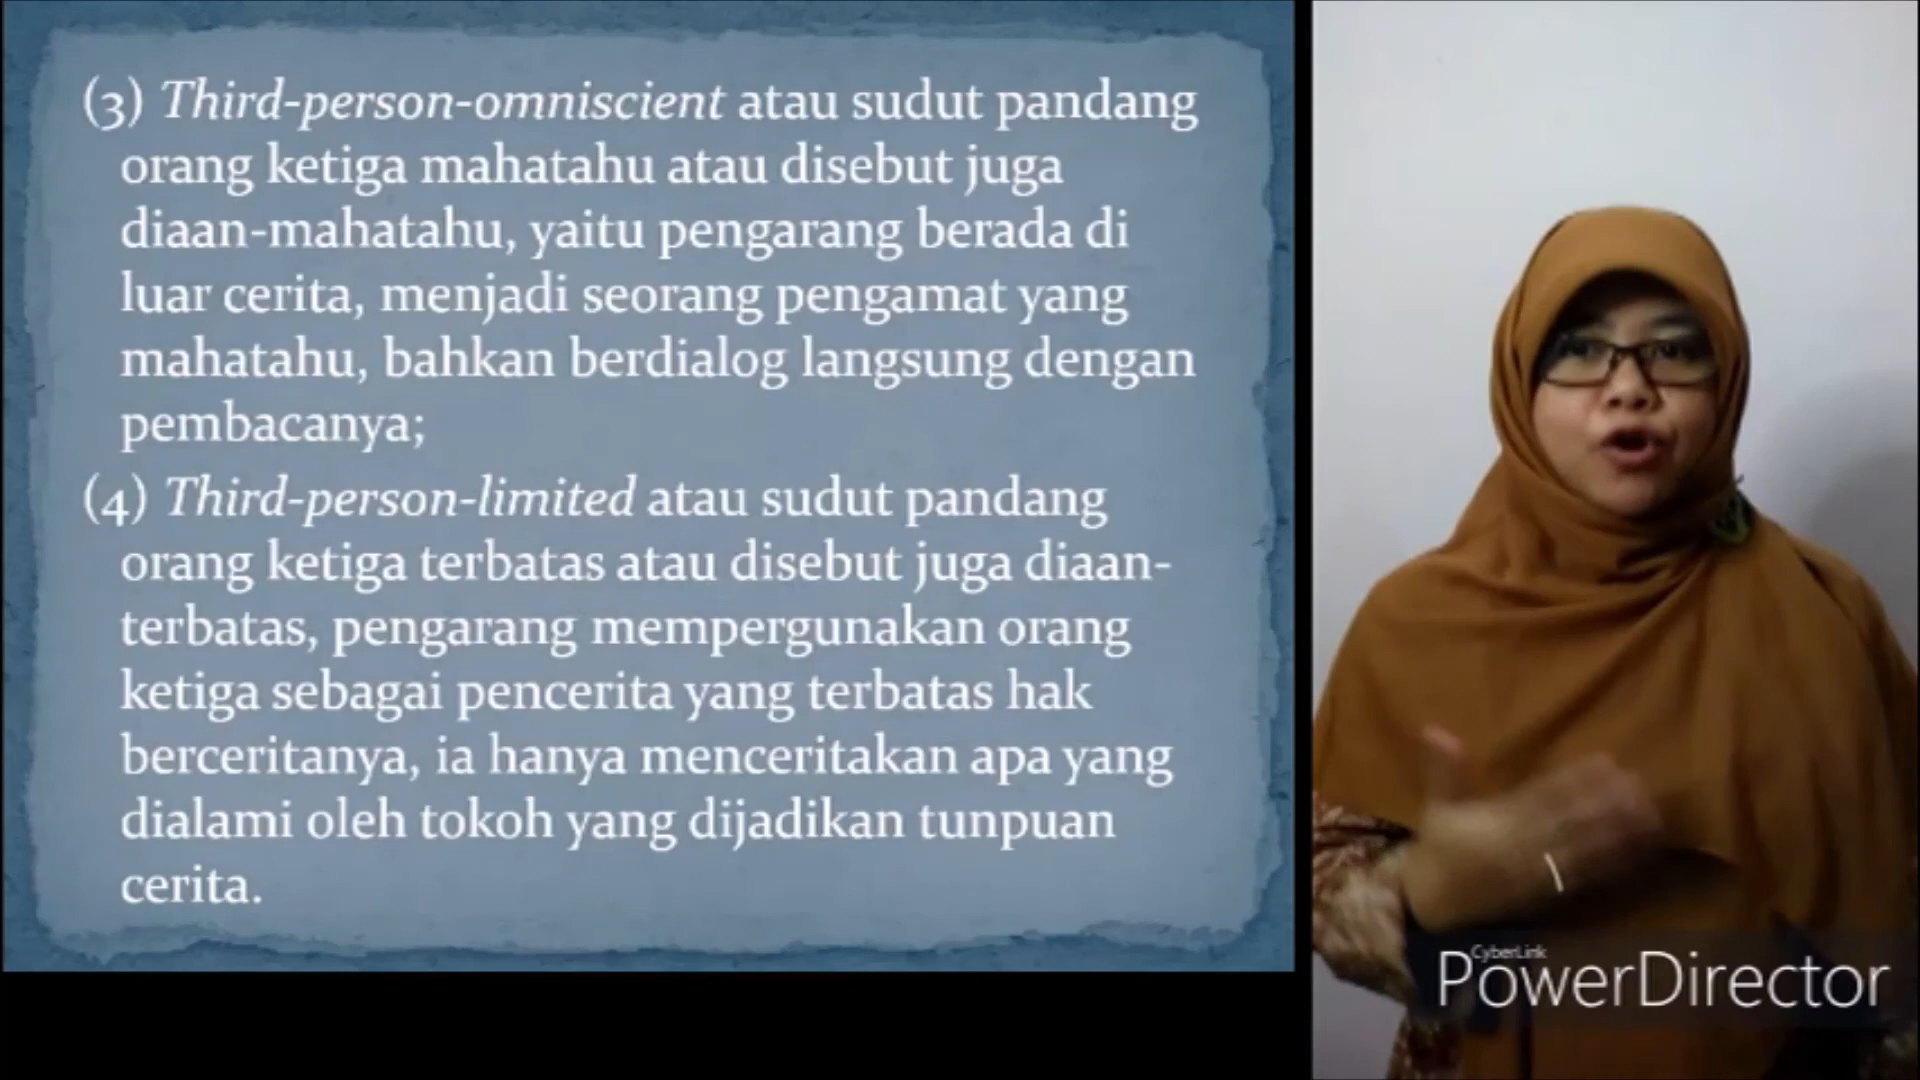 (3) Third-person-omniscient atau sudut pandang
orang ketiga mahatahu atau disebut juga
diaan-mahatahu, yaitu pengarang berada di
luar cerita, menjadi seorang pengamat yang
mahatahu, bahkan berdialog langsung dengan
pembacanya;
(4) Third-person-limited atau sudut pandang
orang ketiga terbatas atau disebut juga diaan-
terbatas, pengarang mempergunakan orang
ketiga sebagai pencerita yang terbatas hak
berceritanya, ia hanya menceritakan apa yang
dialami oleh tokoh yang dijadikan tunpuan
cerita.
CyberLink
PowerDirector